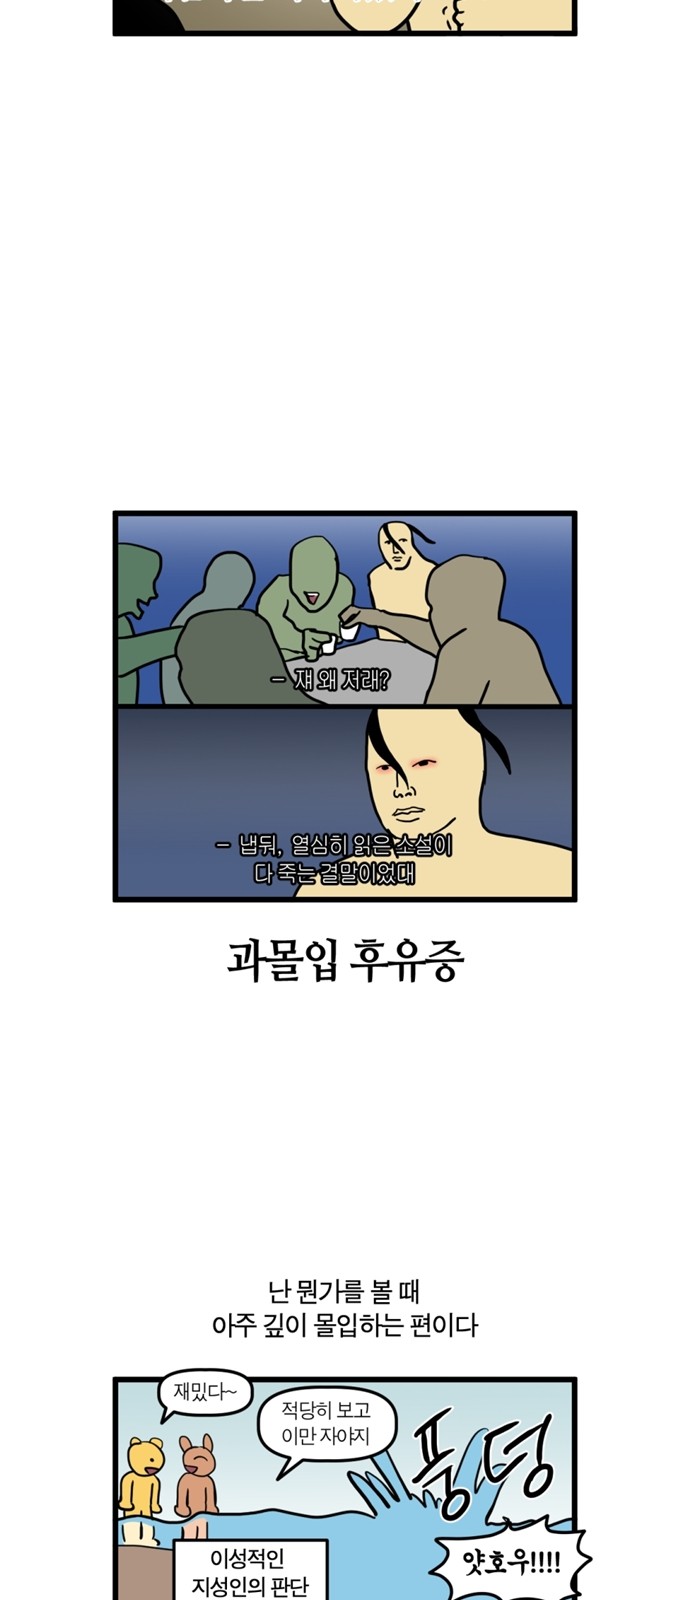 - 쟤 왜 저래?
- 냅둬, 열심히 읽은 소설이
다 죽는 결말이었대
과몰입 후유증
난 뭔가를 볼 때
아주 깊이 몰입하는 편이다
재밌다~
적당히 보고
이만 자야지
풍덩
얏호우!!!!
이성적인
지성인의 판단